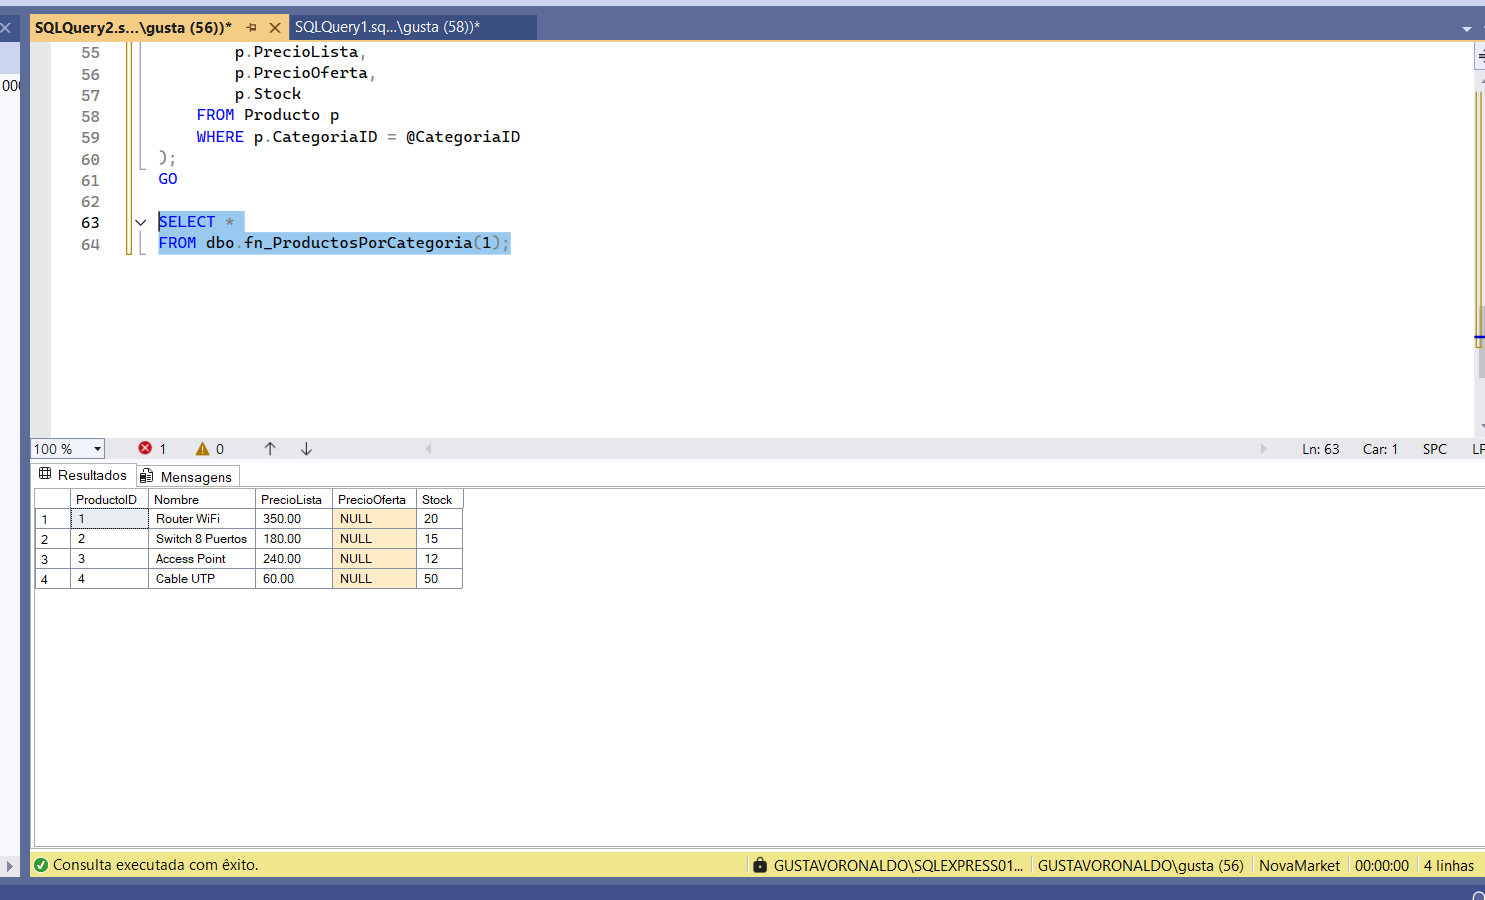 SQLQuery2.s...\gusta (56))*
SQLQuery1.sq...\gusta (58))*
55 p.PrecioLista,
56 p.PrecioOferta,
57 p.Stock
58 FROM Producto p
59 WHERE p.CategoriaID = @CategoriaID
60 );
61 GO
62
63 SELECT *
64 FROM dbo.fn_ProductosPorCategoria(1);
100 % 1 0 Ln: 63 Car: 1 SPC
Resultados Mensagens
ProductoID Nombre PrecioLista PrecioOferta Stock
1 1 Router WiFi 350.00 NULL 20
2 2 Switch 8 Puertos 180.00 NULL 15
3 3 Access Point 240.00 NULL 12
4 4 Cable UTP 60.00 NULL 50
Consulta executada com êxito. GUSTAVORONALDO\SQLEXPRESS01... GUSTAVORONALDO\gusta (56) NovaMarket 00:00:00 4 linhas